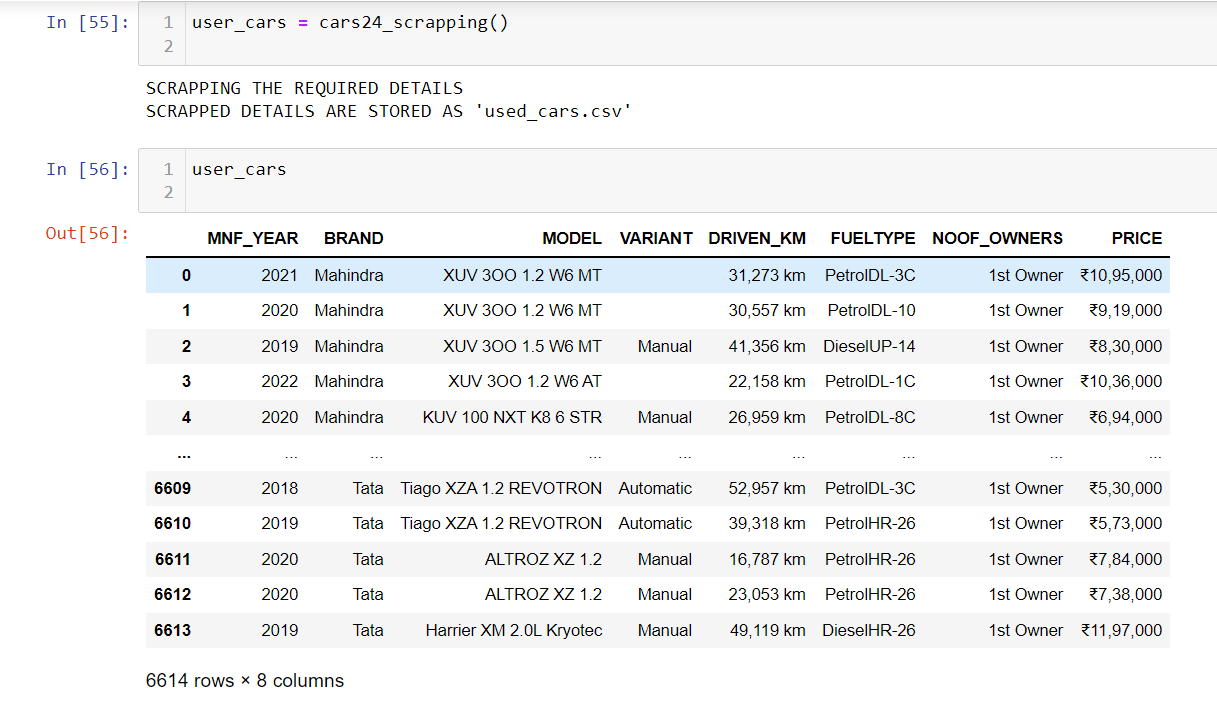 In [55]: 1 user_cars = cars24_scrapping()
2
SCRAPPING THE REQUIRED DETAILS
SCRAPPED DETAILS ARE STORED AS 'used_cars.csv'
In [56]: 1 user_cars
2
Out[56]:
MNF_YEAR BRAND MODEL VARIANT DRIVEN_KM FUELTYPE NOOF_OWNERS PRICE
0 2021 Mahindra XUV 3OO 1.2 W6 MT 31,273 km PetrolDL-3C 1st Owner ₹10,95,000
1 2020 Mahindra XUV 3OO 1.2 W6 MT 30,557 km PetrolDL-10 1st Owner ₹9,19,000
2 2019 Mahindra XUV 3OO 1.5 W6 MT Manual 41,356 km DieselUP-14 1st Owner ₹8,30,000
3 2022 Mahindra XUV 3OO 1.2 W6 AT 22,158 km PetrolDL-1C 1st Owner ₹10,36,000
4 2020 Mahindra KUV 100 NXT K8 6 STR Manual 26,959 km PetrolDL-8C 1st Owner ₹6,94,000
... ... ... ... ... ... ... ... ...
6609 2018 Tata Tiago XZA 1.2 REVOTRON Automatic 52,957 km PetrolDL-3C 1st Owner ₹5,30,000
6610 2019 Tata Tiago XZA 1.2 REVOTRON Automatic 39,318 km PetrolHR-26 1st Owner ₹5,73,000
6611 2020 Tata ALTROZ XZ 1.2 Manual 16,787 km PetrolHR-26 1st Owner ₹7,84,000
6612 2020 Tata ALTROZ XZ 1.2 Manual 23,053 km PetrolHR-26 1st Owner ₹7,38,000
6613 2019 Tata Harrier XM 2.0L Kryotec Manual 49,119 km DieselHR-26 1st Owner ₹11,97,000
6614 rows × 8 columns